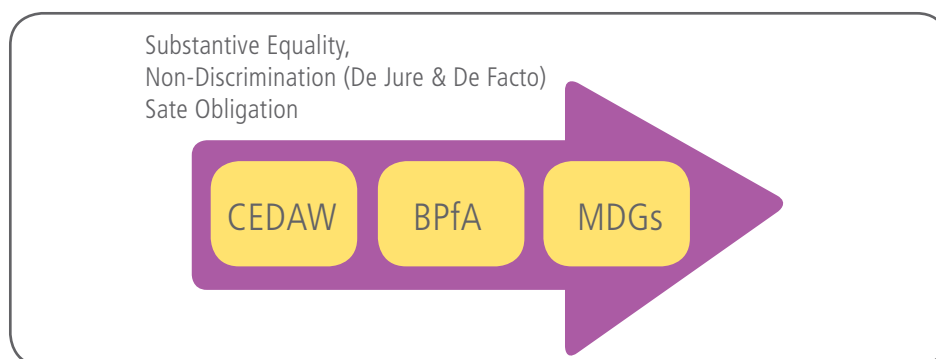 Substantive Equality,
Non-Discrimination (De Jure & De Facto)
Sate Obligation
CEDAW BPfA MDGs